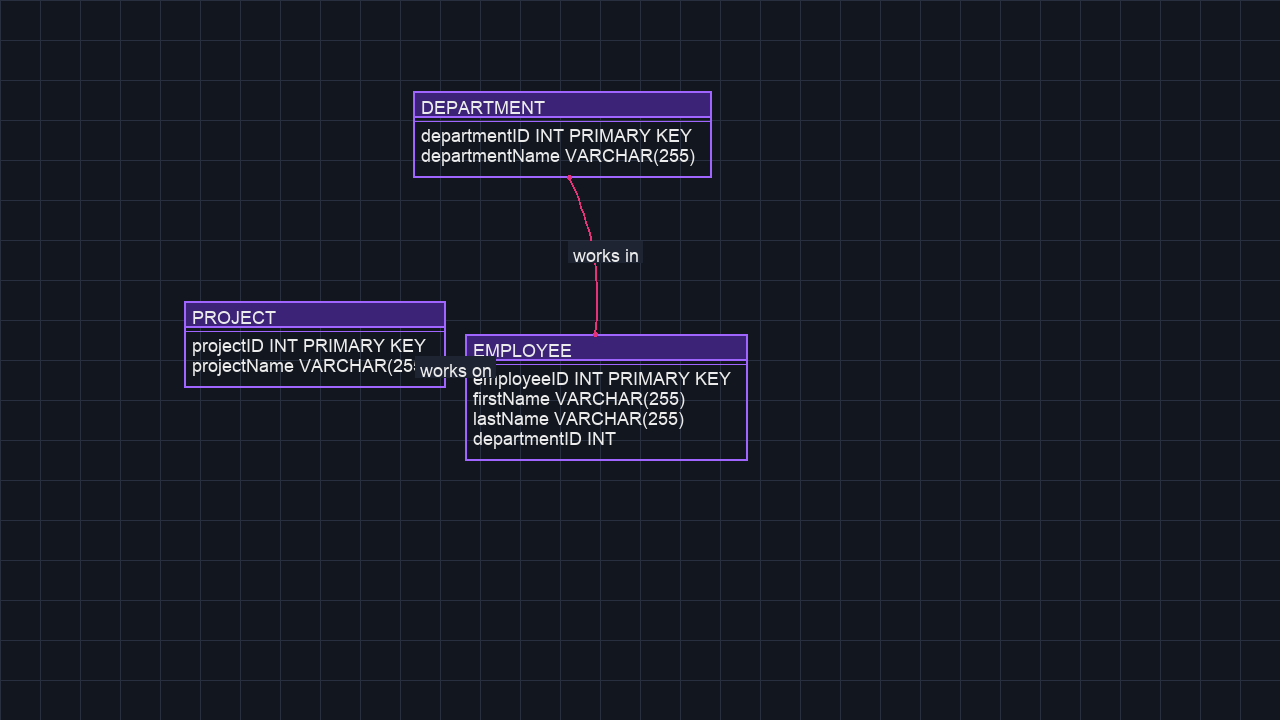 DEPARTMENT
departmentID INT PRIMARY KEY
departmentName VARCHAR(255)
works in
PROJECT
projectID INT PRIMARY KEY
projectName VARCHAR(25
works on
EMPLOYEE
employeeID INT PRIMARY KEY
firstName VARCHAR(255)
lastName VARCHAR(255)
departmentID INT